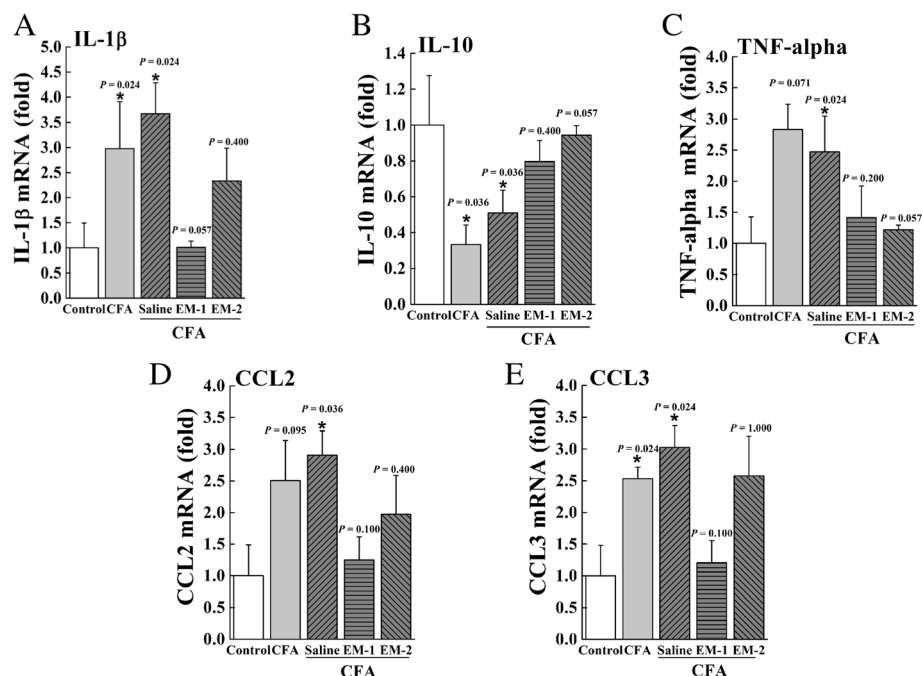 A
IL-1β
IL-1β mRNA (fold)
5.0
4.5
4.0
3.5
3.0
2.5
2.0
1.5
1.0
0.5
0.0
P = 0.024
*
P = 0.024
*
P = 0.057
P = 0.400
Control CFA Saline EM-1 EM-2
CFA
B
IL-10
IL-10 mRNA (fold)
1.4
1.2
1.0
0.8
0.6
0.4
0.2
0.0
P = 0.036
*
P = 0.036
*
P = 0.400
P = 0.057
Control CFA Saline EM-1 EM-2
CFA
C
TNF-alpha
TNF-alpha mRNA (fold)
4.0
3.5
3.0
2.5
2.0
1.5
1.0
0.5
0.0
P = 0.071
P = 0.024
*
P = 0.200
P = 0.057
Control CFA Saline EM-1 EM-2
CFA
D
CCL2
CCL2 mRNA (fold)
4.0
3.5
3.0
2.5
2.0
1.5
1.0
0.5
0.0
P = 0.095
P = 0.036
*
P = 0.100
P = 0.400
Control CFA Saline EM-1 EM-2
CFA
E
CCL3
CCL3 mRNA (fold)
4.0
3.5
3.0
2.5
2.0
1.5
1.0
0.5
0.0
P = 0.024
*
P = 0.024
*
P = 0.100
P = 1.000
Control CFA Saline EM-1 EM-2
CFA